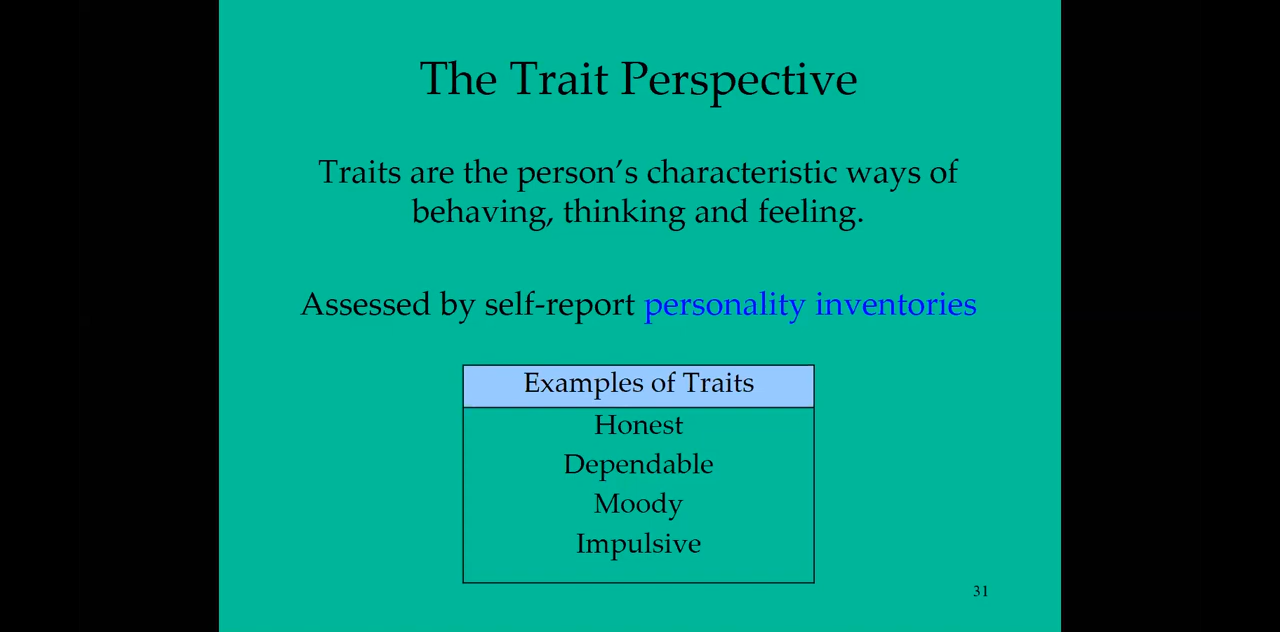 The Trait Perspective
Traits are the person’s characteristic ways of
behaving, thinking and feeling.
Assessed by self-report personality inventories
Examples of Traits
Honest
Dependable
Moody
Impulsive
31